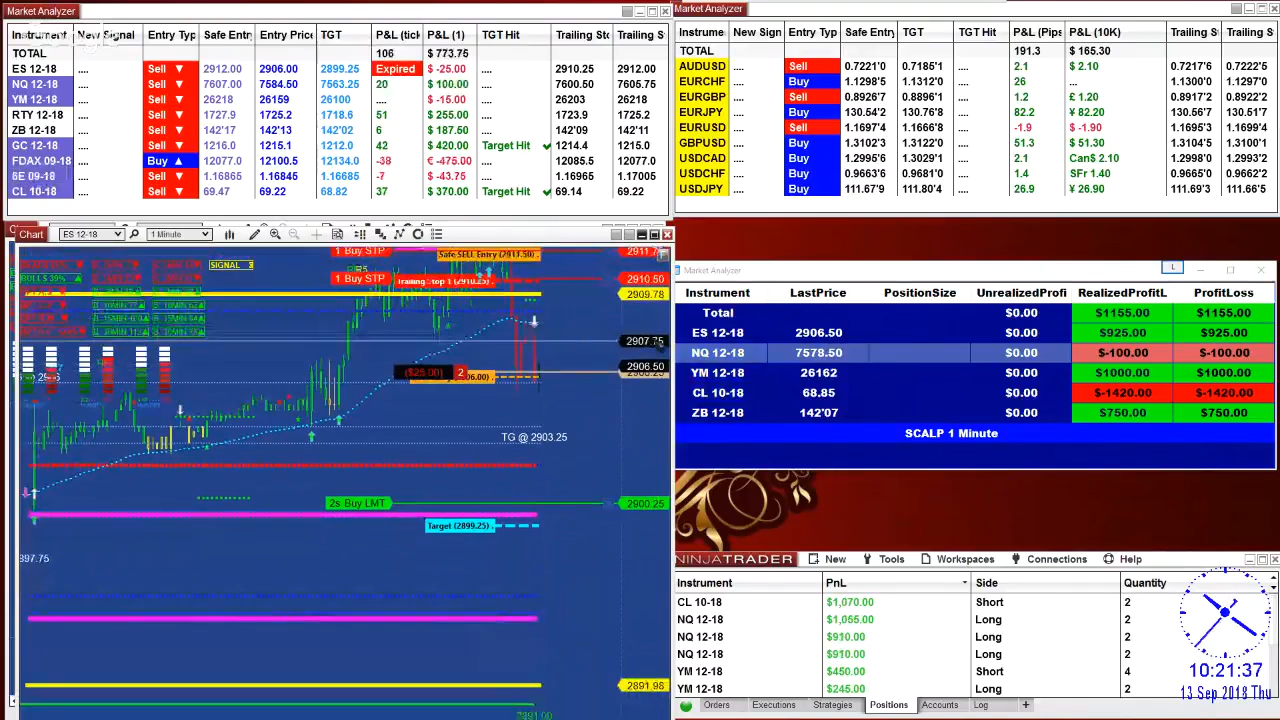 Market Analyzer
Instrument New Signal Entry Typ Safe Entr Entry Price TGT P&L (tick P&L (1) TGT Hit Trailing Sto Trailing S
TOTAL 106 $ 773.75
ES 12-18 .... Sell ▼ 2912.00 2906.00 2899.25 Expired $ -25.00 .... 2910.25 2912.00
NQ 12-18 .... Sell ▼ 7607.00 7584.50 7563.25 20 $ 100.00 .... 7600.75 7605.75
YM 12-18 .... Sell ▼ 26218 26159 26100 $ -15.00 .... 26203 26218
RTY 12-18 .... Sell ▼ 1727.9 1725.2 1718.6 51 $ 255.00 .... 1723.9 1725.2
ZB 12-18 .... Sell ▼ 142'17 142'13 142'02 6 $ 187.50 .... 142'09 142'11
GC 12-18 .... Sell ▼ 1216.0 1215.1 1212.0 42 $ 420.00 Target Hit ✔ 1214.4 1215.0
FDAX 09-18 .... Buy ▲ 12077.0 12100.5 12134.0 -38 €-475.00 .... 12085.5 12077.0
6E 09-18 .... Sell ▼ 1.16865 1.16845 1.16685 -7 $ -43.75 .... 1.16965 1.17005
CL 10-18 .... Sell ▼ 69.47 69.22 68.82 37 $ 370.00 Target Hit ✔ 69.14 69.22
Market Analyzer
Instrume New Sign Entry Typ Safe Entry TGT TGT Hit P&L (Pips P&L (10K) Trailing S Trailing S
TOTAL 191.3 $ 165.30
AUDUSD .... Sell 0.7221'0 0.7185'1 .... 2.1 $ 2.10 0.7217'6 0.7221'0
EURCHF .... Buy 1.1298'5 1.1312'0 .... 26 ... 1.1300'0 1.1297'0
EURGBP .... Sell 0.8926'7 0.8896'1 .... 1.2 £ 1.20 0.8917'2 0.8922'2
EURJPY .... Buy 130.54'2 130.76'8 .... 82.2 ¥ 82.20 130.63'9 130.51'7
EURUSD .... Sell 1.1697'4 1.1666'8 .... -1.9 $ -1.90 1.1695'3 1.1699'4
GBPUSD .... Buy 1.3102'3 1.3122'0 .... 51.3 $ 51.30 1.3104'5 1.3100'1
USDCAD .... Buy 1.2995'6 1.3029'1 .... 2.1 Can$ 2.10 1.2998'0 1.2993'2
USDCHF .... Buy 0.9663'6 0.9681'0 .... 1.4 SFr 1.40 0.9665'0 0.9662'2
USDJPY .... Buy 111.67'9 111.80'4 .... 26.9 ¥ 26.90 111.69'3 111.66'5
Chart ES 12-18 1 Minute
SIGNAL
1 Buy STP
Safe SELL Entry (2913.50)
1 Buy STP
2910.50
2909.78
2907.75
($25.00) 2
2906.50
TG @ 2903.25
2s Buy LMT
2900.25
Target (2899.25)
2891.98
2891.00
Market Analyzer
L
Instrument LastPrice PositionSize UnrealizedProfi RealizedProfitL ProfitLoss
Total $0.00 $1155.00 $1155.00
ES 12-18 2906.50 $0.00 $925.00 $925.00
NQ 12-18 7578.50 $0.00 $-100.00 $-100.00
YM 12-18 26162 $0.00 $1000.00 $1000.00
CL 10-18 68.85 $0.00 $-1420.00 $-1420.00
ZB 12-18 142'07 $0.00 $750.00 $750.00
SCALP 1 Minute
NINJATRADER New Tools Workspaces Connections Help
Instrument PnL Side Quantity
CL 10-18 $1,070.00 Short 2
NQ 12-18 $1,055.00 Long 2
NQ 12-18 $910.00 Long 2
NQ 12-18 $910.00 Long 2
YM 12-18 $450.00 Short 4
YM 12-18 $245.00 Long 2
10:21:37
13 Sep 2018 Thu
Orders Executions Strategies Positions Accounts Log +